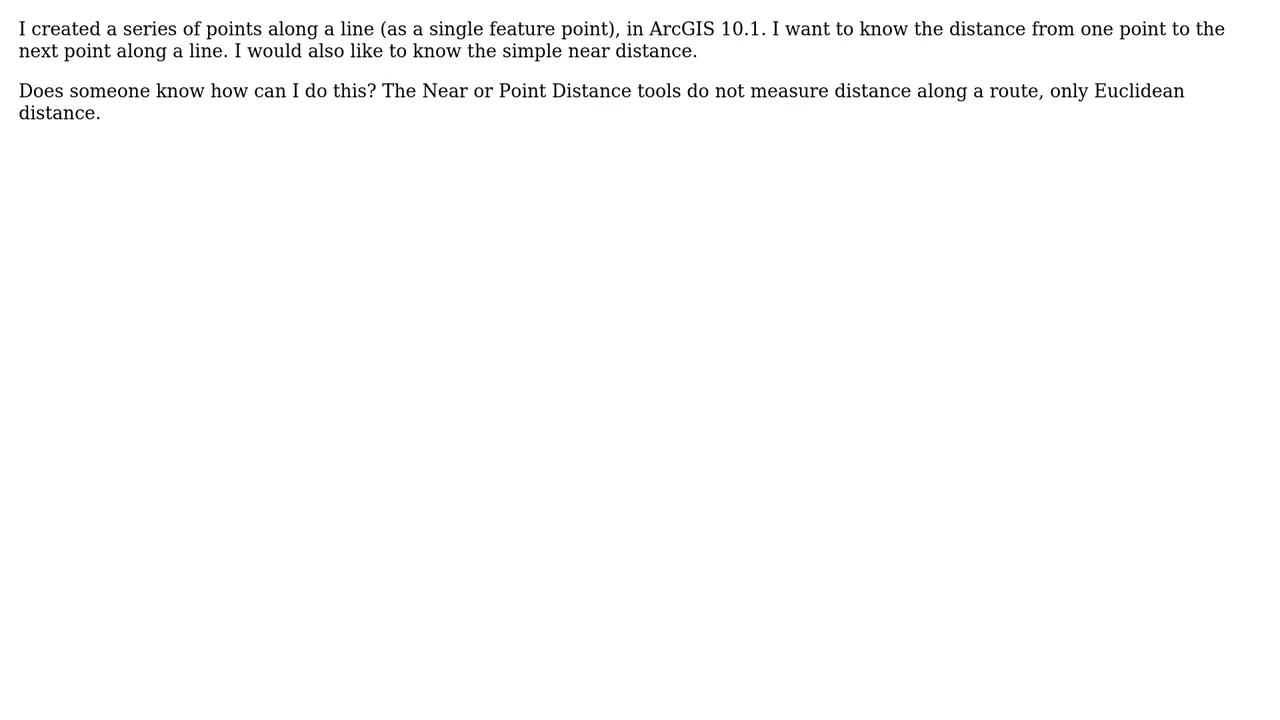 I created a series of points along a line (as a single feature point), in ArcGIS 10.1. I want to know the distance from one point to the
next point along a line. I would also like to know the simple near distance.
Does someone know how can I do this? The Near or Point Distance tools do not measure distance along a route, only Euclidean
distance.